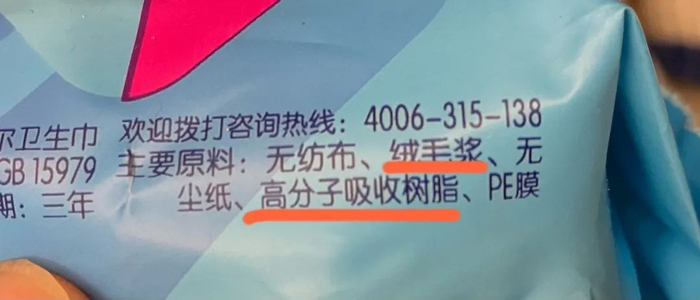 尔卫生巾 欢迎拨打咨询热线：4006-315-138
GB 15979 主要原料：无纺布、绒毛浆、无
期：三年 尘纸、高分子吸收树脂、PE膜